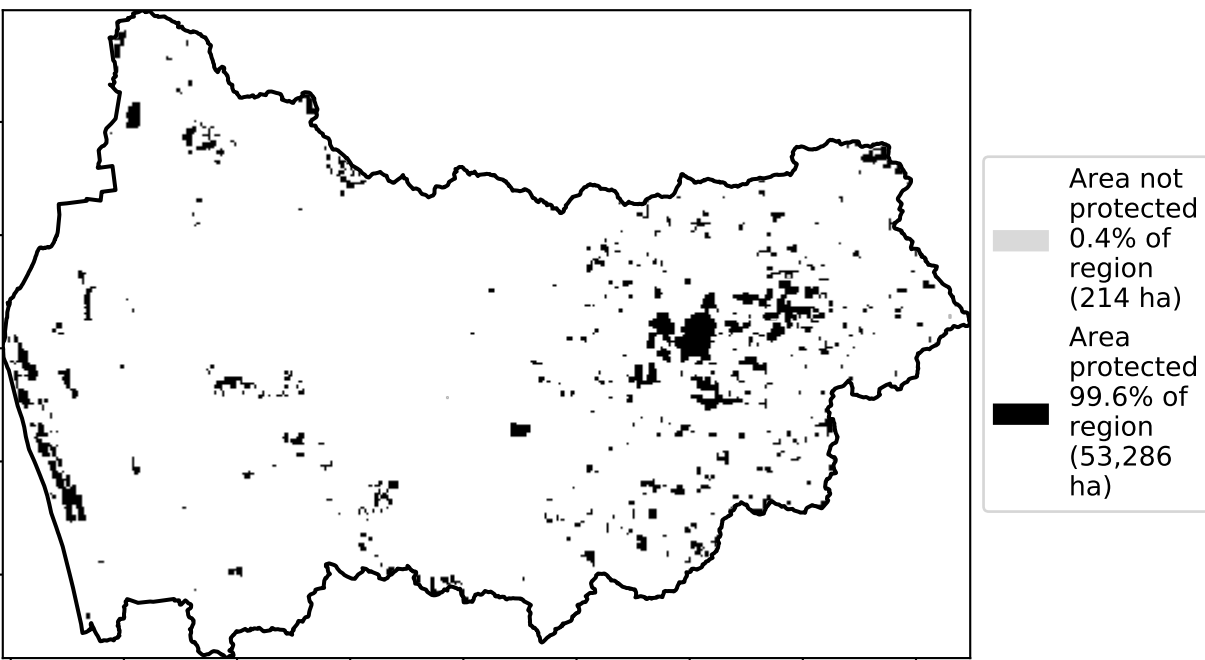 Area not
protected
0.4% of
region
(214 ha)
Area
protected
99.6% of
region
(53,286
ha)